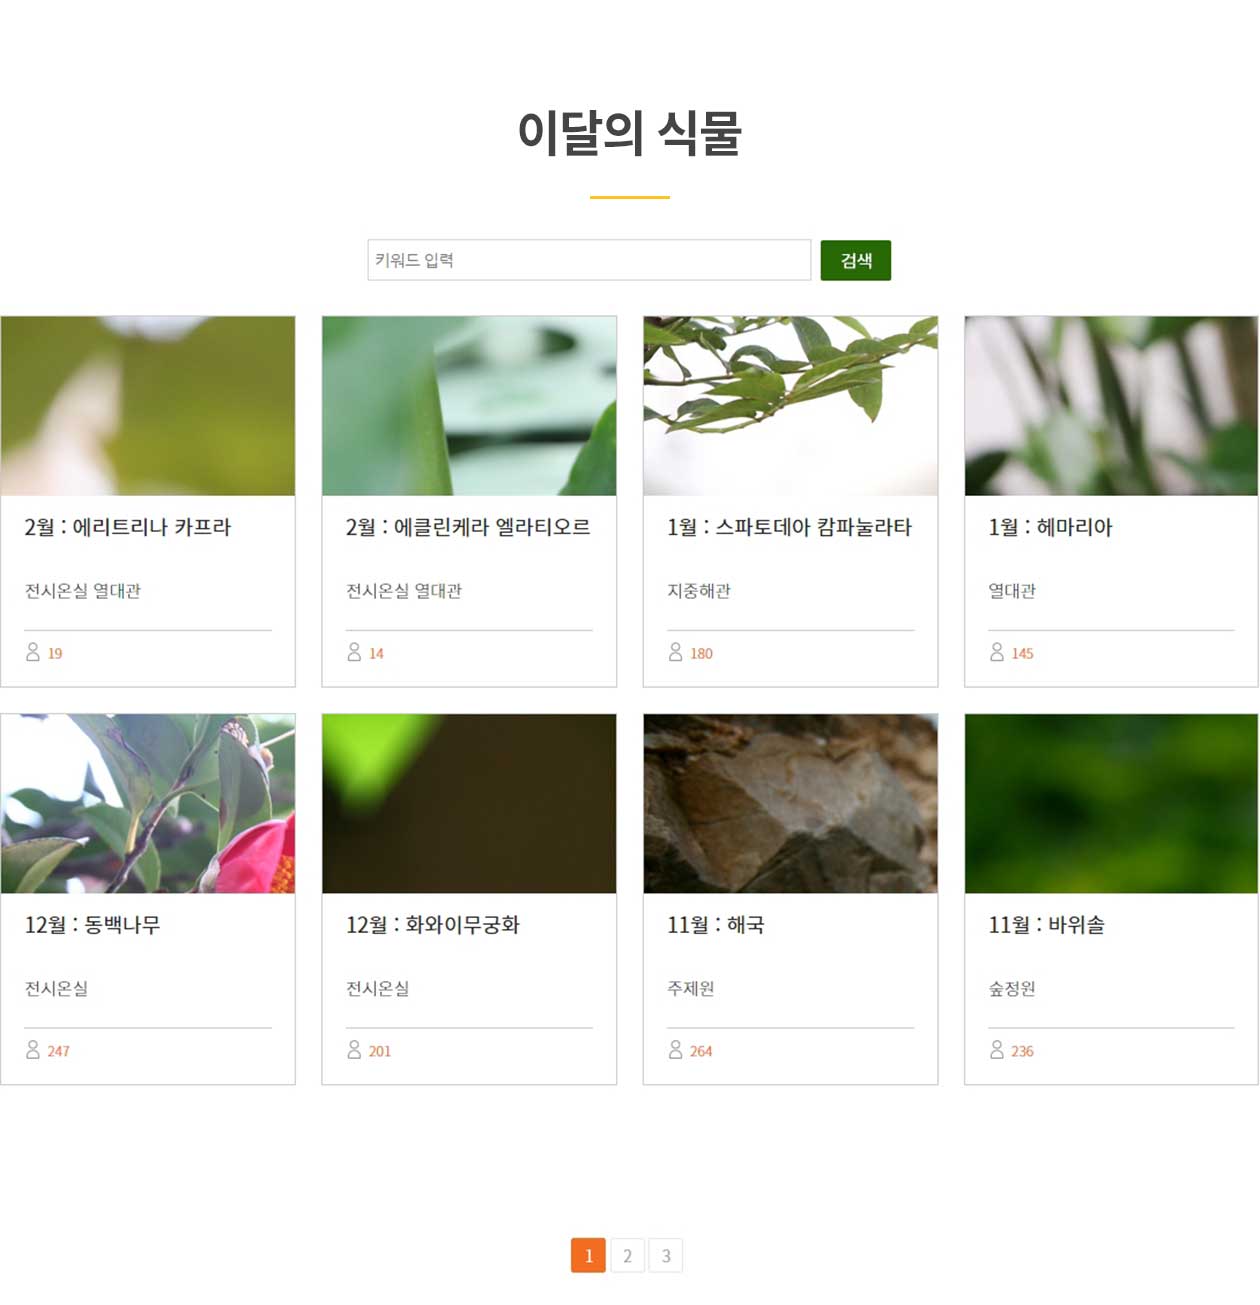 이달의 식물
키워드 입력
검색
2월 : 에리트리나 카프라
전시온실 열대관
19
2월 : 에클린케라 엘라티오르
전시온실 열대관
14
1월 : 스파토데아 캄파눌라타
지중해관
180
1월 : 헤마리아
열대관
145
12월 : 동백나무
전시온실
247
12월 : 화와이무궁화
전시온실
201
11월 : 해국
주제원
264
11월 : 바위솔
숲정원
236
1 2 3